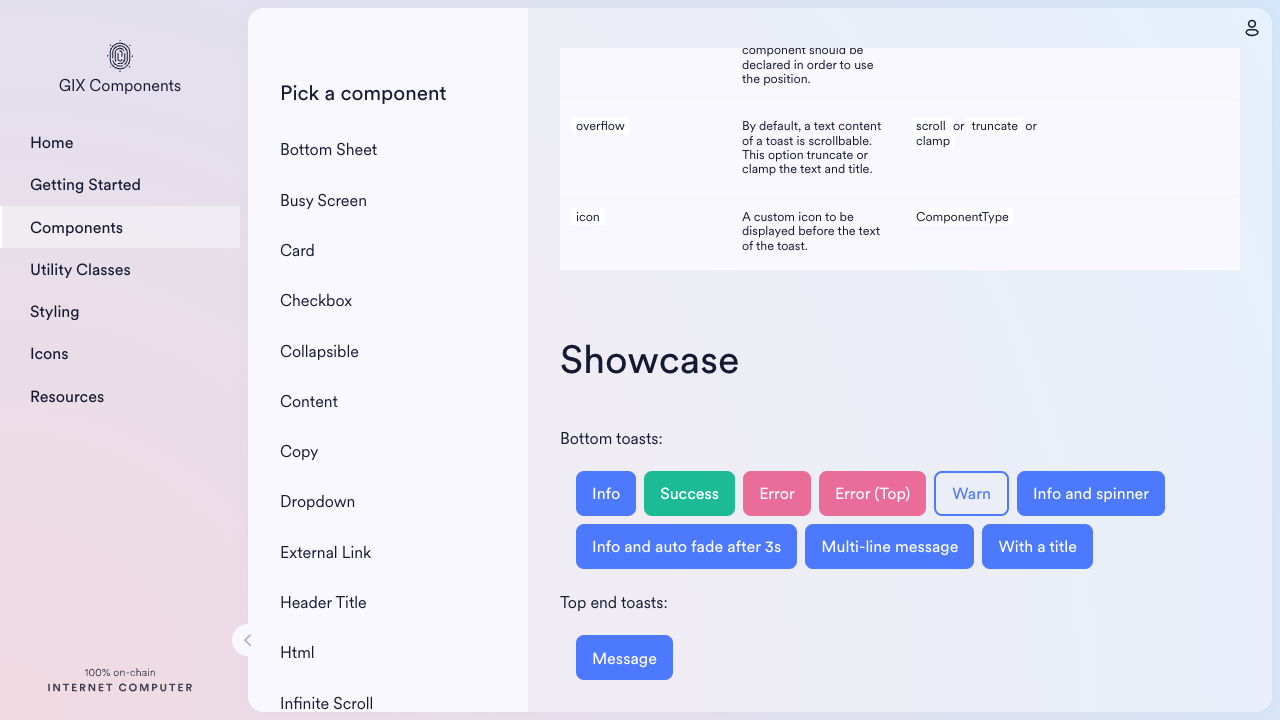 GIX Components
Home
Getting Started
Components
Utility Classes
Styling
Icons
Resources
100% on-chain
INTERNET COMPUTER
Pick a component
Bottom Sheet
Busy Screen
Card
Checkbox
Collapsible
Content
Copy
Dropdown
External Link
Header Title
Html
Infinite Scroll
component should be
declared in order to use
the position.
overflow
By default, a text content
of a toast is scrollable.
This option truncate or
clamp the text and title.
scroll or truncate or
clamp
icon
A custom icon to be
displayed before the text
of the toast.
ComponentType
Showcase
Bottom toasts:
Info Success Error Error (Top) Warn Info and spinner
Info and auto fade after 3s Multi-line message With a title
Top end toasts:
Message